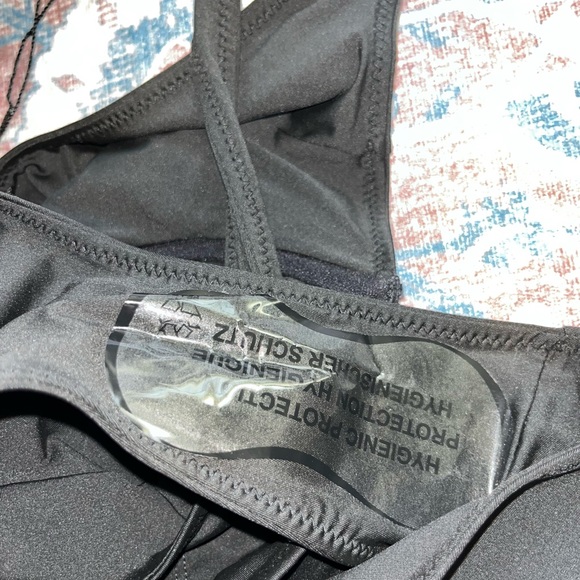 HYGIENIC PROTECTI
PROTECTION HYGIENIQUE
HYGIENISCHER SCHUTZ